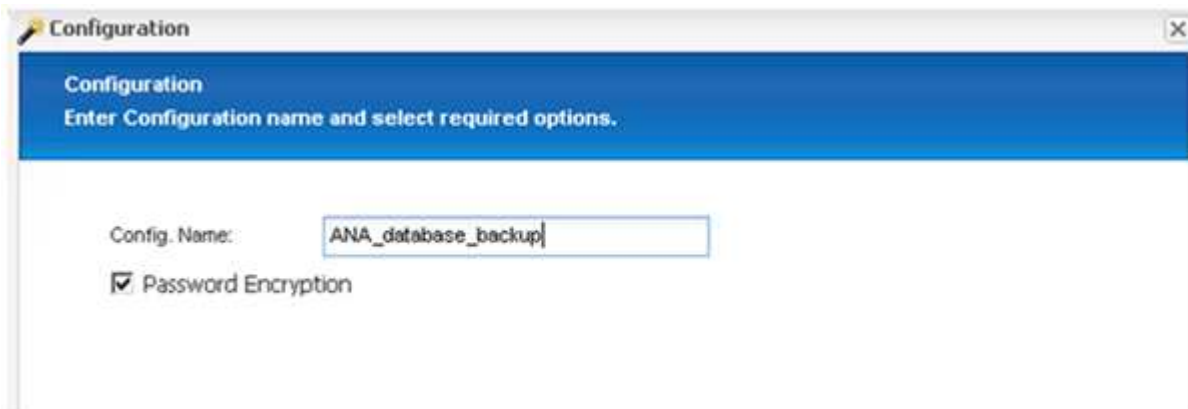 Configuration
Configuration
Enter Configuration name and select required options.
Config. Name: ANA_database_backup
Password Encryption